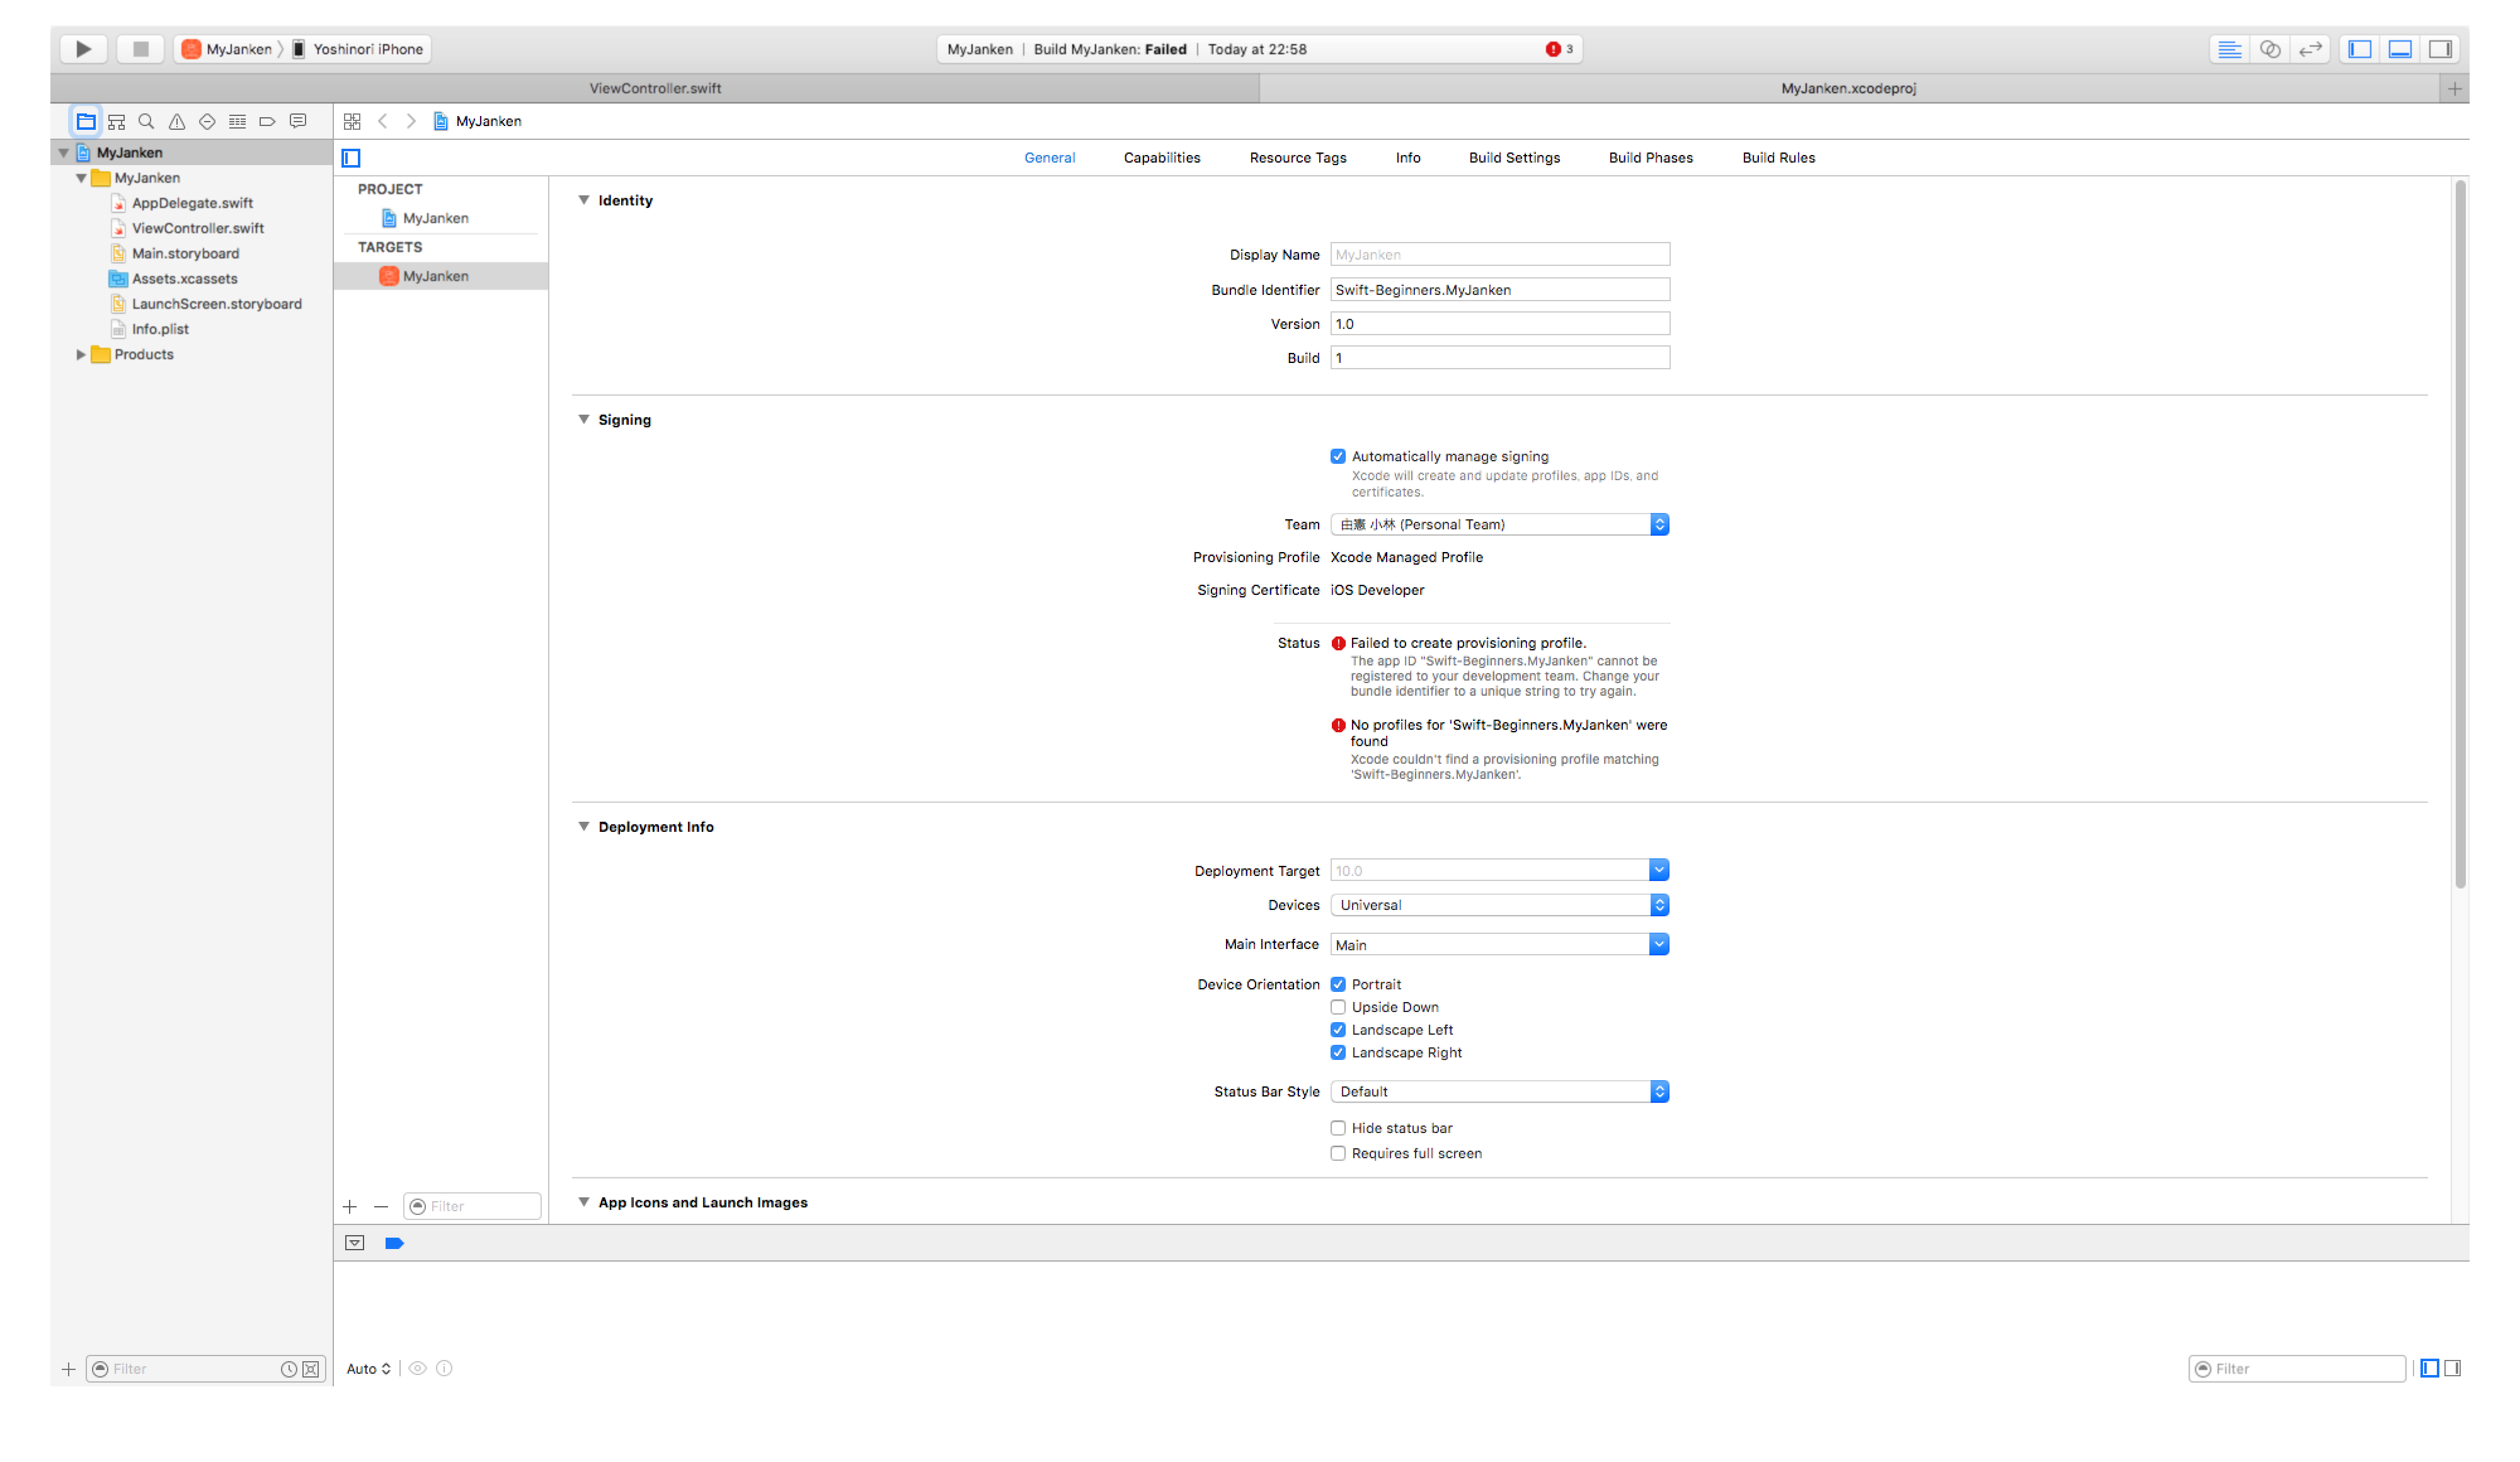 MyJanken 〉 Yoshinori iPhone
MyJanken | Build MyJanken: Failed | Today at 22:58
3
ViewController.swift
MyJanken.xcodeproj
MyJanken
MyJanken
General Capabilities Resource Tags Info Build Settings Build Phases Build Rules
MyJanken
AppDelegate.swift
ViewController.swift
Main.storyboard
Assets.xcassets
LaunchScreen.storyboard
Info.plist
Products
PROJECT
MyJanken
TARGETS
MyJanken
Identity
Display Name MyJanken
Bundle Identifier Swift-Beginners.MyJanken
Version 1.0
Build 1
Signing
Automatically manage signing
Xcode will create and update profiles, app IDs, and
certificates.
Team 由憲 小林 (Personal Team)
Provisioning Profile Xcode Managed Profile
Signing Certificate iOS Developer
Status Failed to create provisioning profile.
The app ID "Swift-Beginners.MyJanken" cannot be
registered to your development team. Change your
bundle identifier to a unique string to try again.
No profiles for 'Swift-Beginners.MyJanken' were
found
Xcode couldn't find a provisioning profile matching
'Swift-Beginners.MyJanken'.
Deployment Info
Deployment Target 10.0
Devices Universal
Main Interface Main
Device Orientation Portrait
Upside Down
Landscape Left
Landscape Right
Status Bar Style Default
Hide status bar
Requires full screen
App Icons and Launch Images
Filter
Filter
Auto
Filter